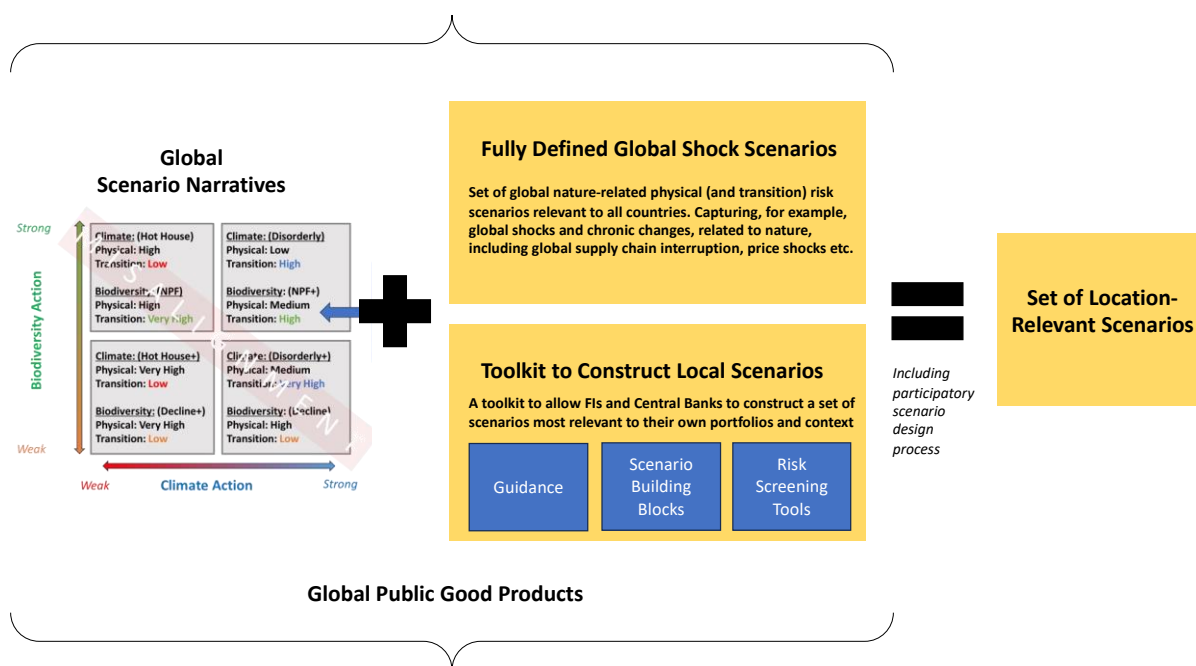 Global
Scenario Narratives
Strong
Biodiversity Action
Weak
Climate: (Hot House)
Physical: High
Transition: Low
Biodiversity: (NPF)
Physical: High
Transition: Very High
Climate: (Disorderly)
Physical: Low
Transition: High
Biodiversity: (NPF+)
Physical: Medium
Transition: High
Climate: (Hot House+)
Physical: Very High
Transition: Low
Biodiversity: (Decline+)
Physical: Very High
Transition: Low
Climate: (Disorderly+)
Physical: Medium
Transition: Very High
Biodiversity: (Decline)
Physical: High
Transition: Low
MISALIGNMENT
Weak
Climate Action
Strong
Fully Defined Global Shock Scenarios
Set of global nature-related physical (and transition) risk
scenarios relevant to all countries. Capturing, for example,
global shocks and chronic changes, related to nature,
including global supply chain interruption, price shocks etc.
Toolkit to Construct Local Scenarios
A toolkit to allow FIs and Central Banks to construct a set of
scenarios most relevant to their own portfolios and context
Guidance
Scenario
Building
Blocks
Risk
Screening
Tools
Including
participatory
scenario
design
process
Set of Location-
Relevant Scenarios
Global Public Good Products